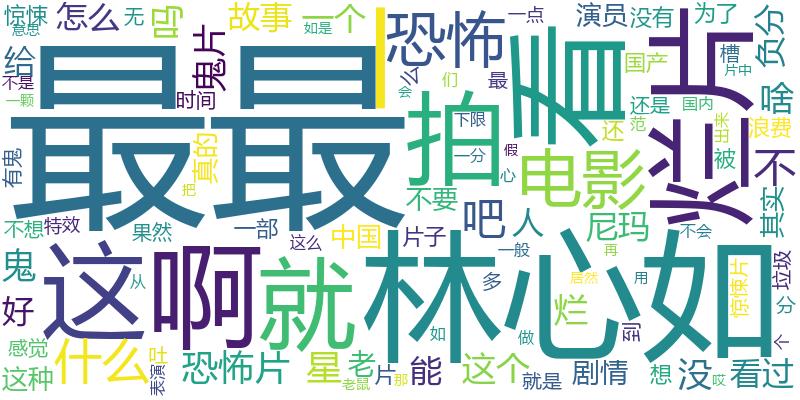 惊悚
意思
怎么
无
吗
故事
一个
如是
恐怖
一点
演员
没有
为了
负分
给
不是
一颗
鬼片
时间
最最
么
们
会
最
看
国产
还是
国内
烂片
槽
片中
啥
有鬼
真的
把
拍
下限
一分
假
心
还
范
出来
浪费
被
不
电影
不要
吧
人
尼玛
不会
其实
不想
特效
果然
一部
这么
中国
片子
一般
再
鬼
好
这
啊
就
林心如
从
多
居然
用
惊悚片
垃圾
分
个
感觉
这种
什么
表演
叶
恐怖片
星
老
老鼠
片
那
能
如
这个
做
就是
烂
剧情
到
想
没
哎
看过